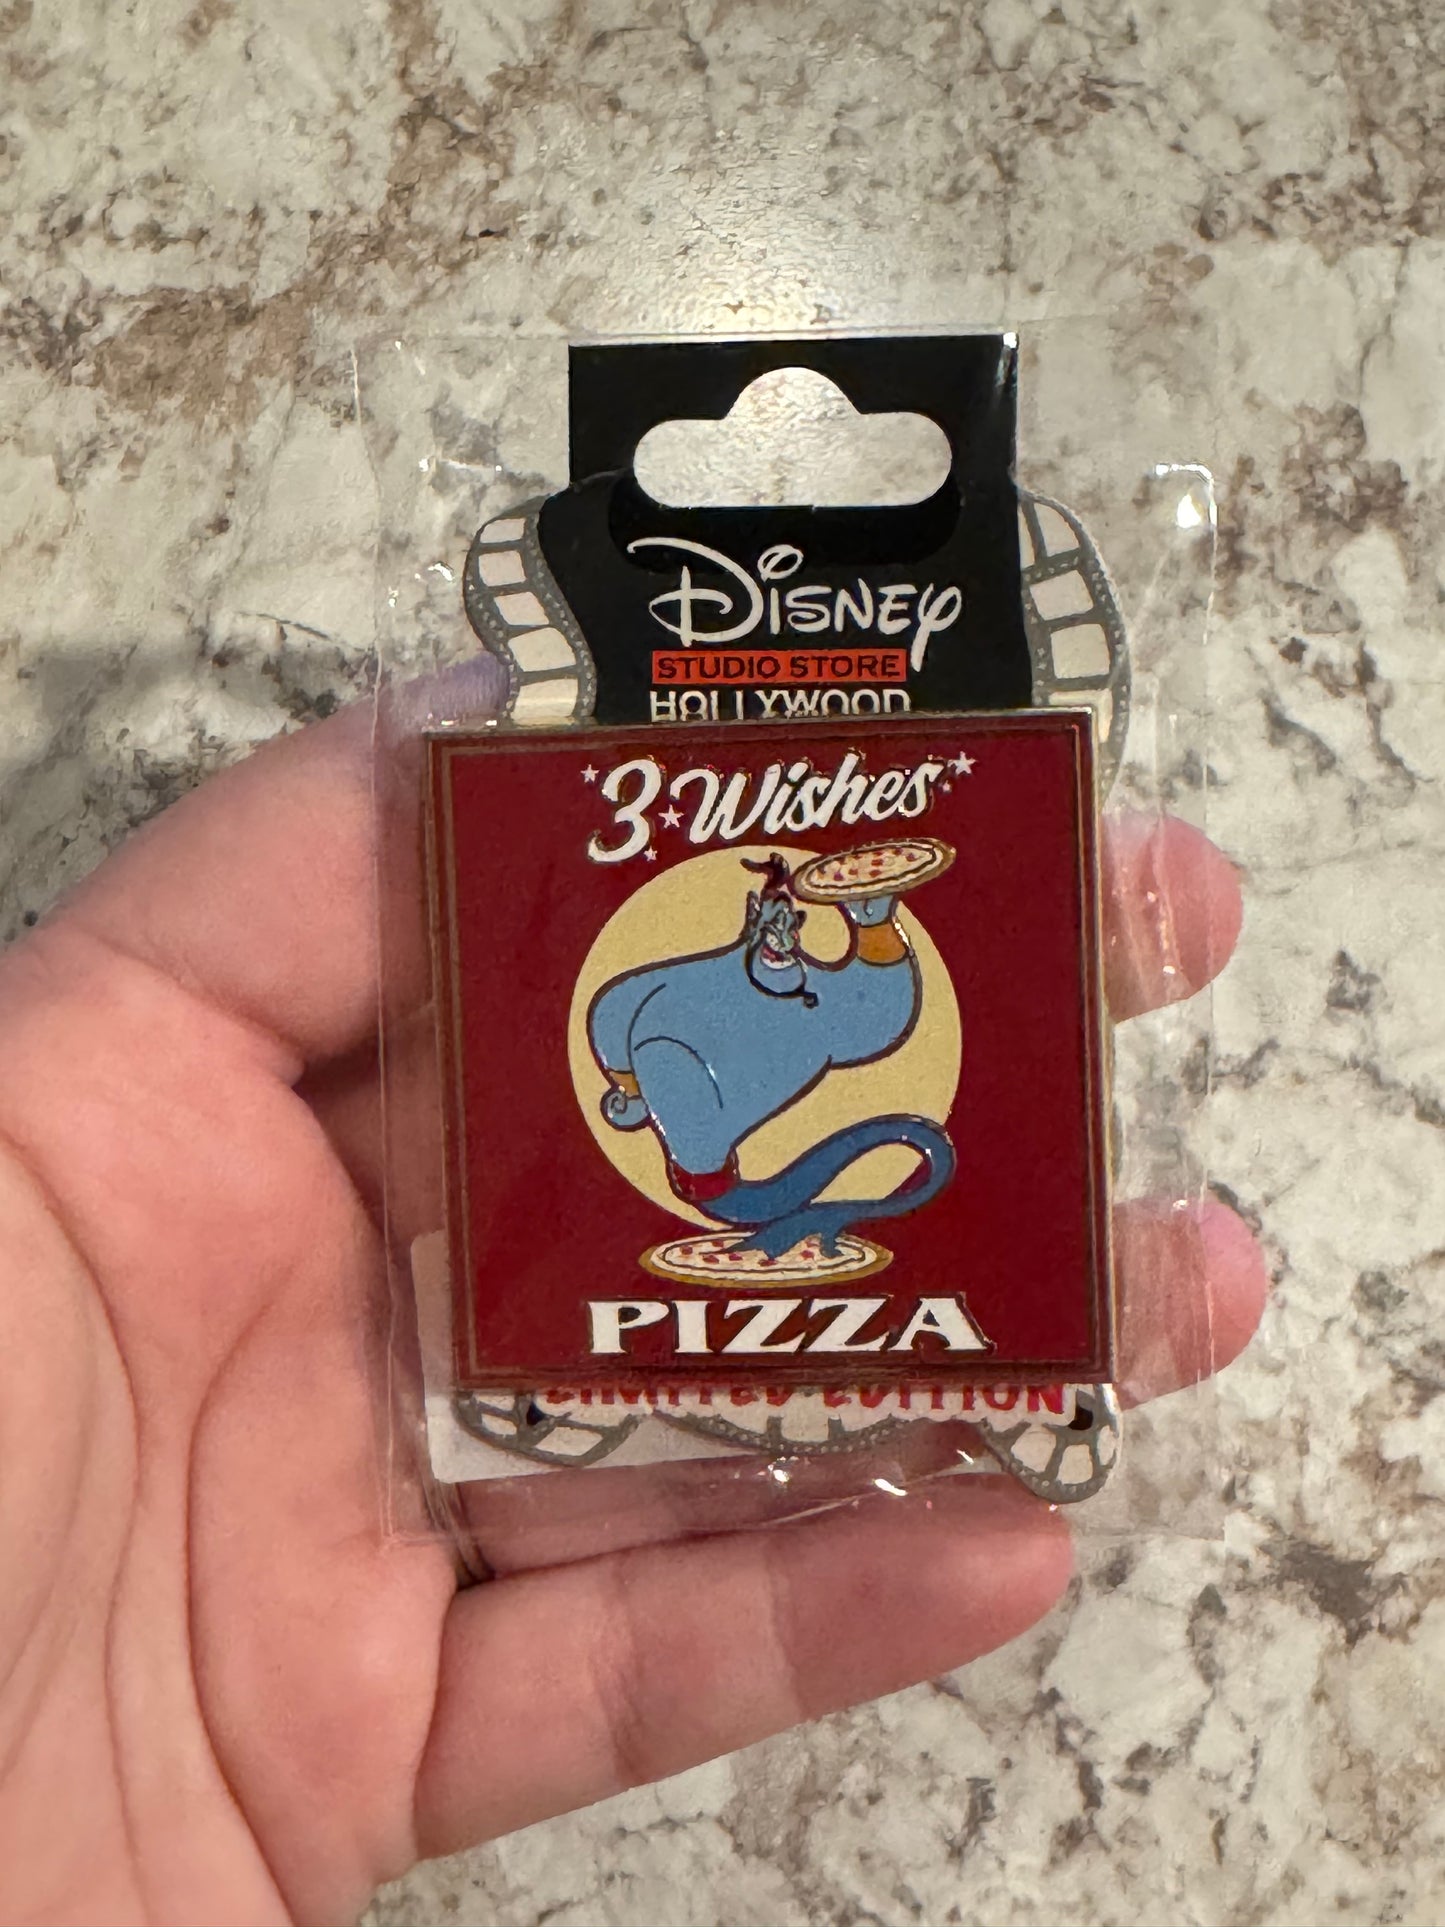 Disney
STUDIO STORE
HOLLYWOOD
3 Wishes
PIZZA
LIMITED EDITION